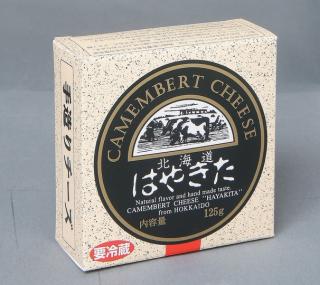 CAMEMBERT CHEESE
北海道
はやきた
Natural flavor and hand made taste.
CAMEMBERT CHEESE "HAYAKITA"
from HOKKAIDO
内容量 125g
手造りチーズ
要冷蔵